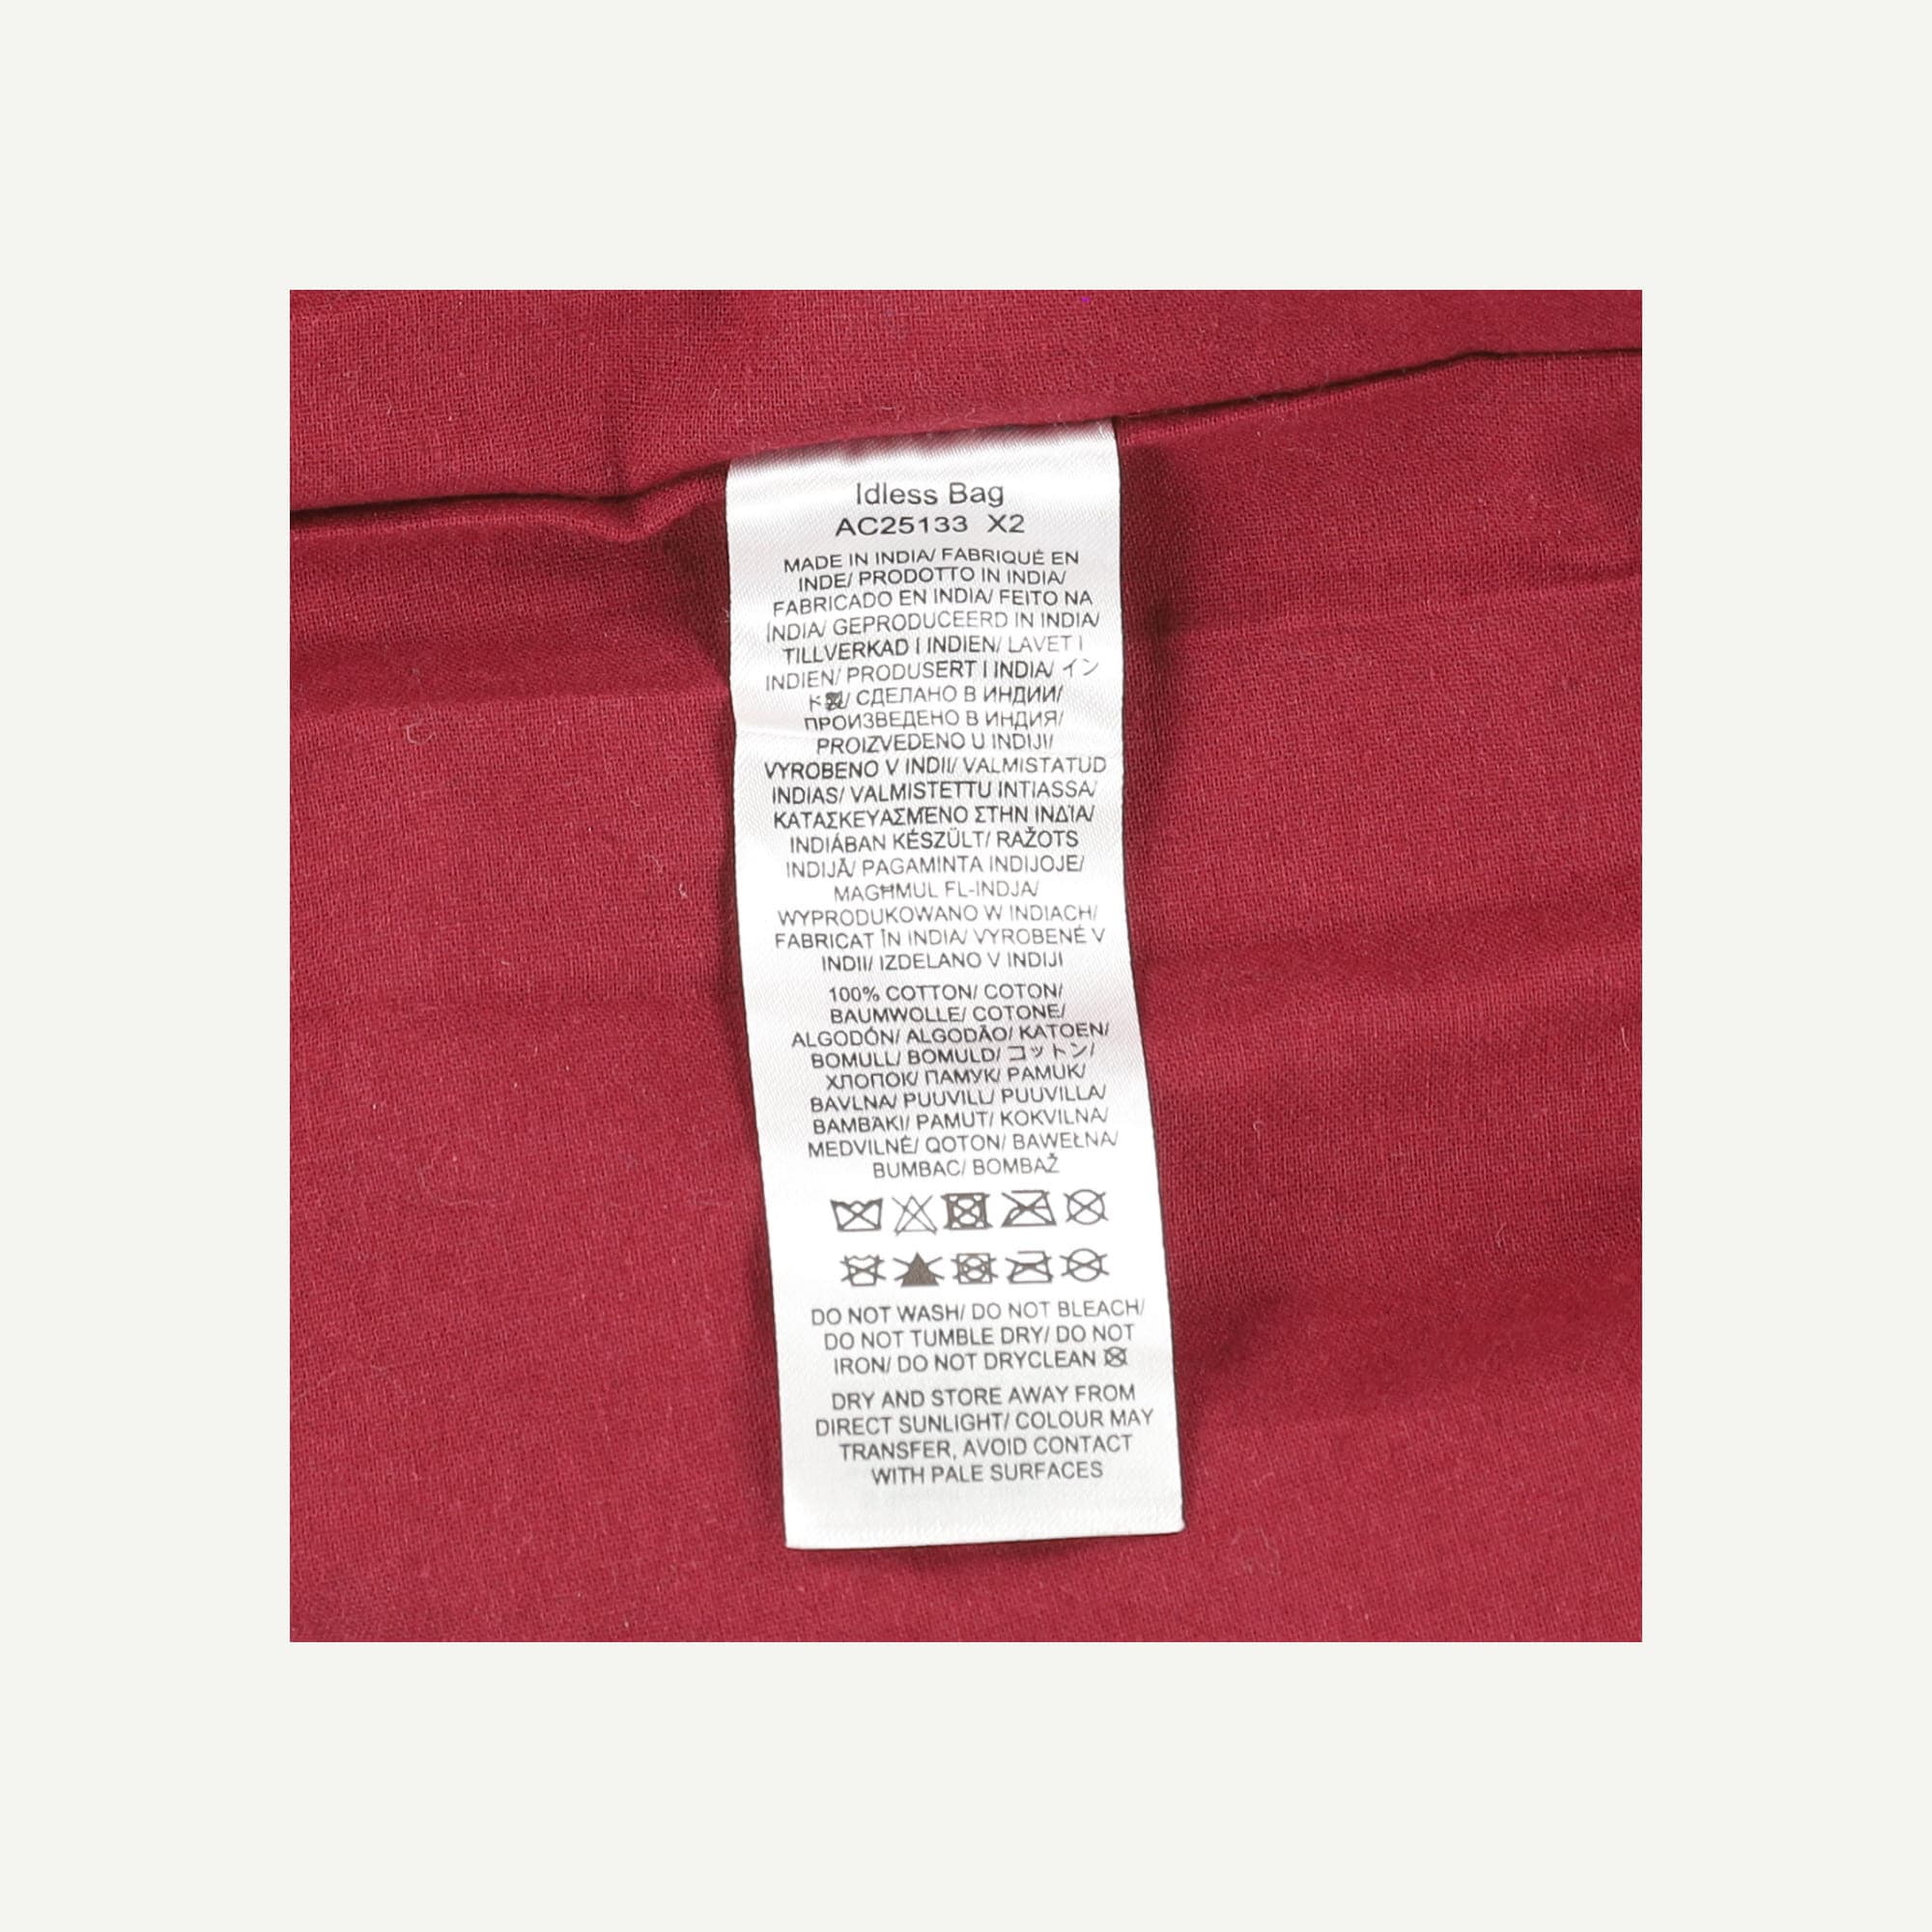 Idless Bag
AC25133 X2
MADE IN INDIA/ FABRIQUÉ EN
INDE/ PRODOTTO IN INDIA/
FABRICADO EN INDIA/ FEITO NA
ÍNDIA/ GEPRODUCEERD IN INDIA/
TILLVERKAD I INDIEN/ LAVET I
INDIEN/ PRODUSERT I INDIA/ イン
ド製/ СДЕЛАНО В ИНДИИ/
ПРОИЗВЕДЕНО В ИНДИЯ/
PROIZVEDENO U INDIJI/
VYROBENO V INDII/ VALMISTATUD
INDIAS/ VALMISTETTU INTIASSA/
ΚΑΤΑΣΚΕΥΑΣΜΈΝΟ ΣΤΗΝ ΙΝΔΊΑ/
INDIÁBAN KÉSZÜLT/ RAŽOTS
INDIJĀ/ PAGAMINTA INDIJOJE/
MAGĦMUL FL-INDJA/
WYPRODUKOWANO W INDIACH/
FABRICAT ÎN INDIA/ VYROBENÉ V
INDII/ IZDELANO V INDIJI
100% COTTON/ COTON/
BAUMWOLLE/ COTONE/
ALGODÓN/ ALGODÃO/ KATOEN/
BOMULL/ BOMULD/ コットン/
ХЛОПОК/ ПАМУК/ PAMUK/
BAVLNA/ PUUVILL/ PUUVILLA/
ΒΑΜΒΆΚΙ/ PAMUT/ KOKVILNA/
MEDVILNĖ/ QOTON/ BAWEŁNA/
BUMBAC/ BOMBAŽ
DO NOT WASH/ DO NOT BLEACH/
DO NOT TUMBLE DRY/ DO NOT
IRON/ DO NOT DRYCLEAN
DRY AND STORE AWAY FROM
DIRECT SUNLIGHT/ COLOUR MAY
TRANSFER, AVOID CONTACT
WITH PALE SURFACES